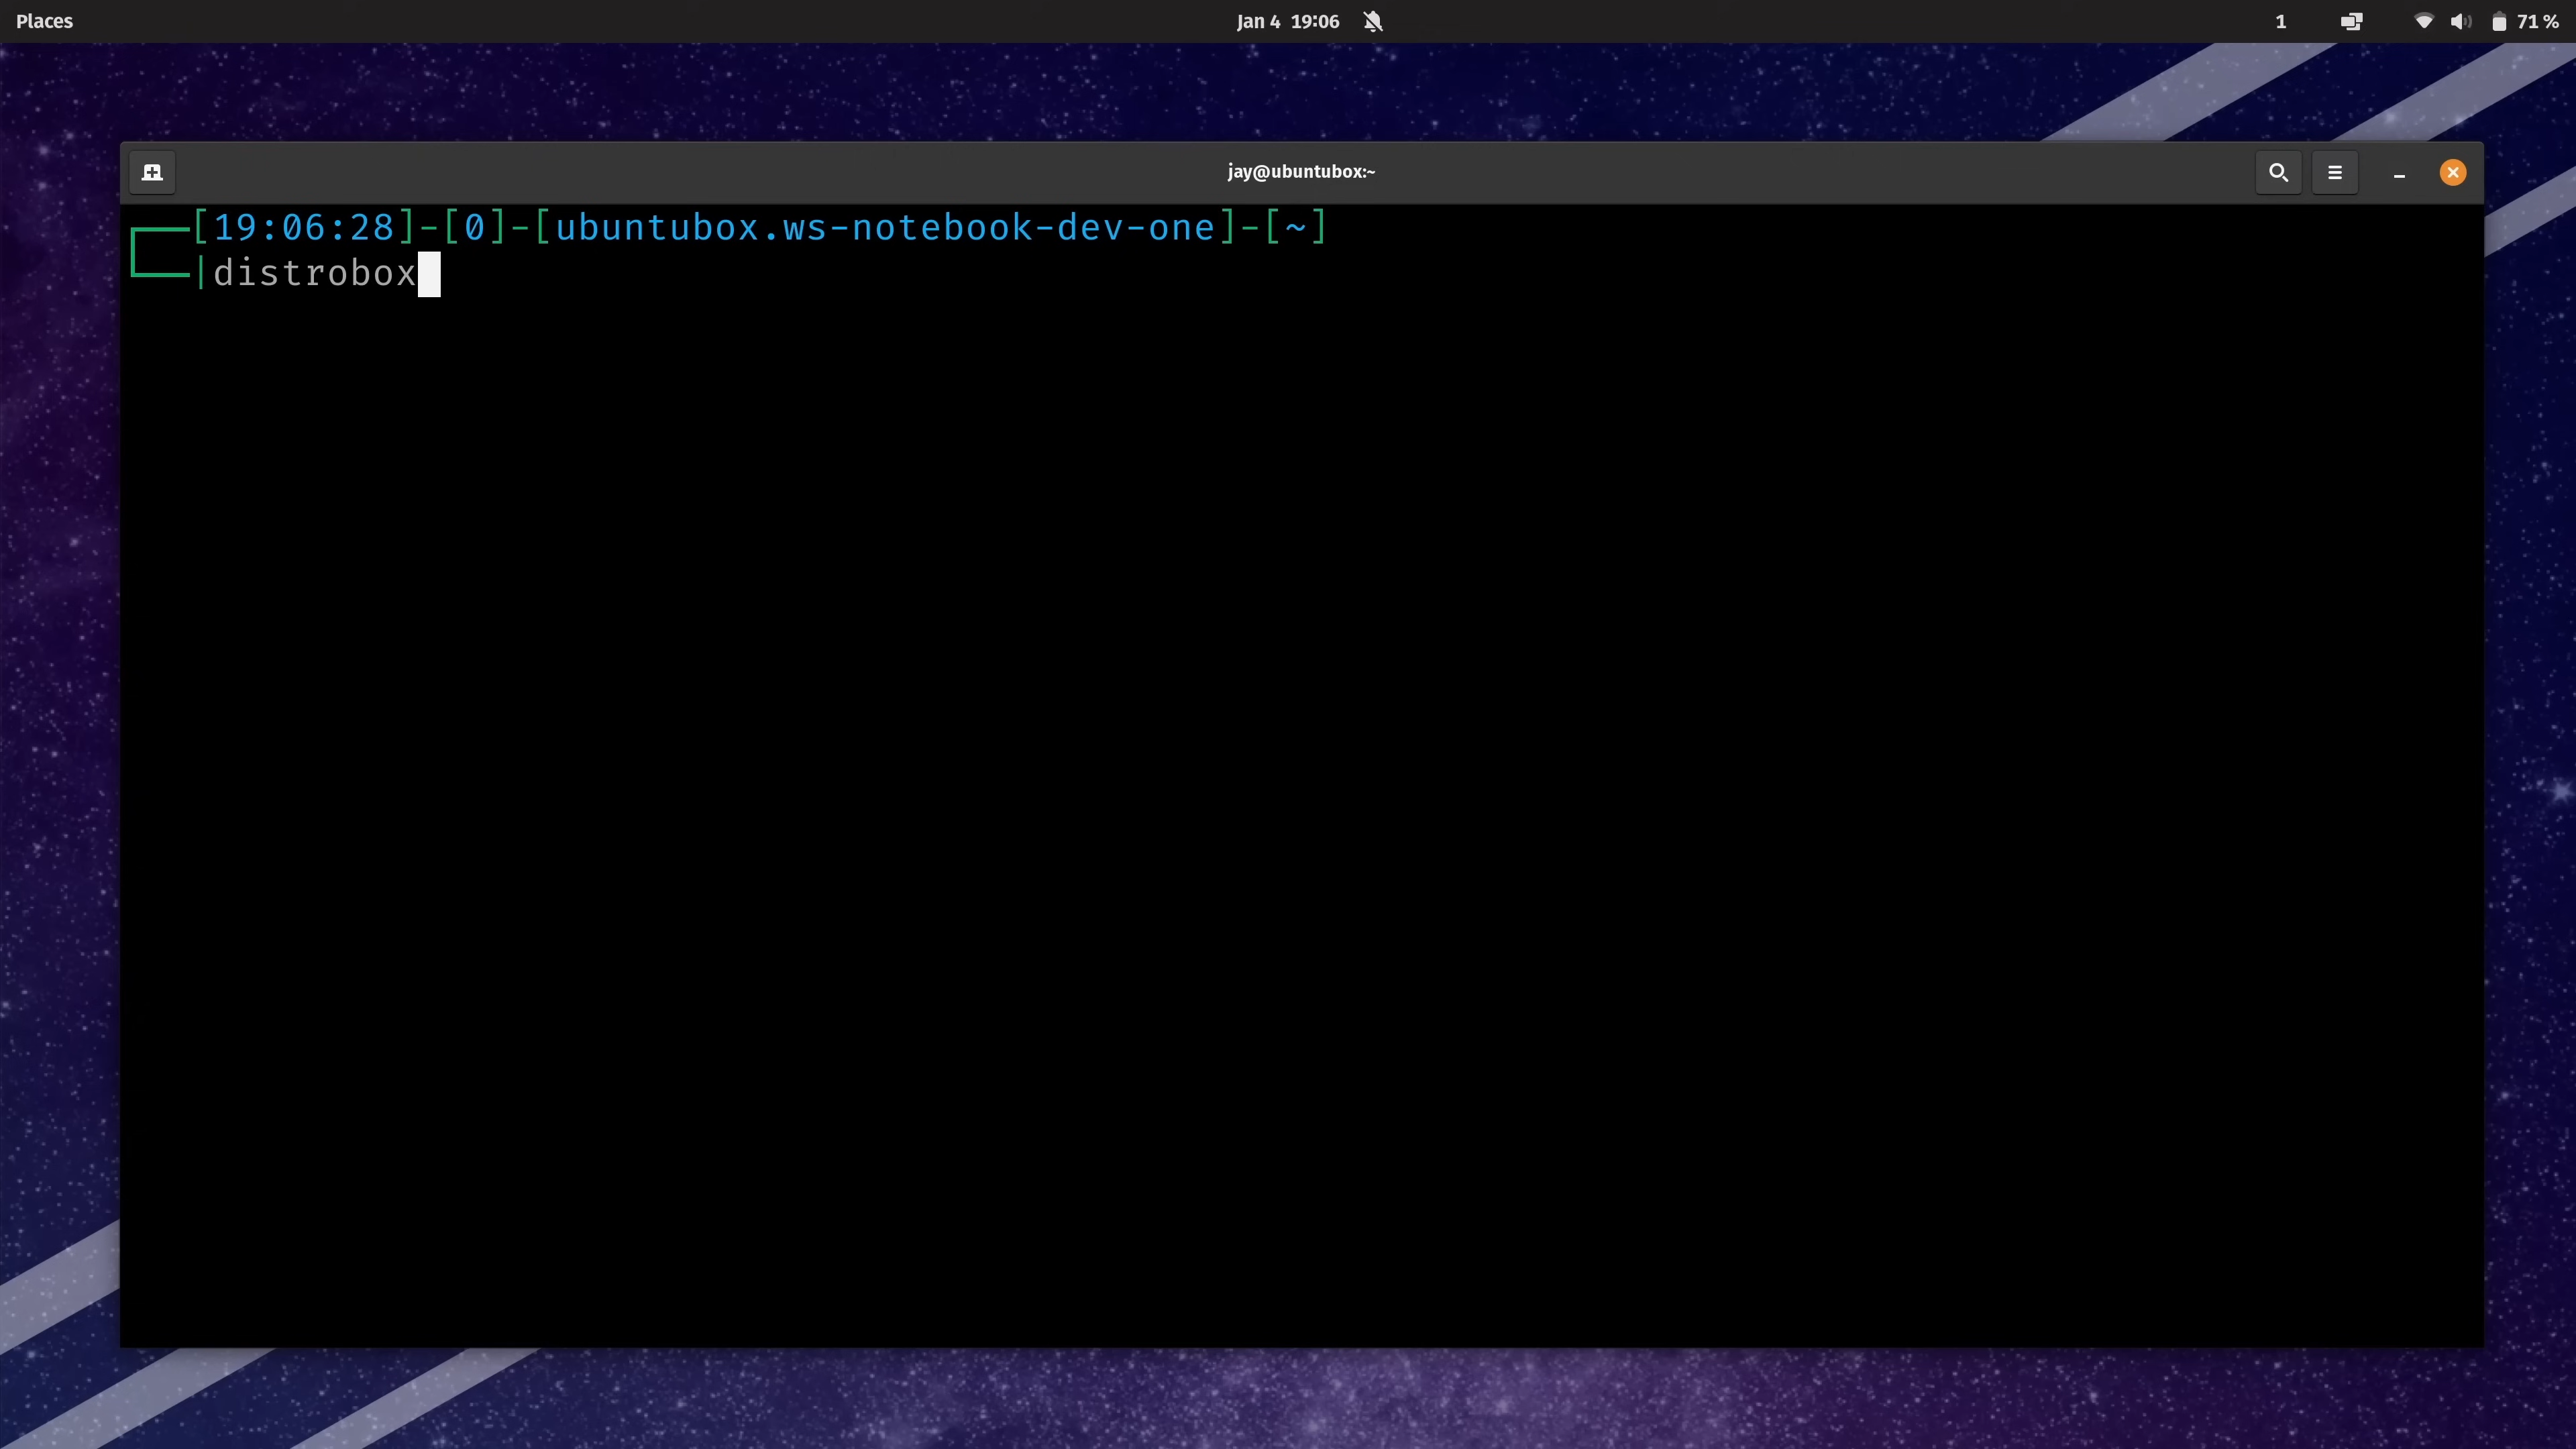 Places
Jan 4 19:06
1
71 %
jay@ubuntubox:~
[19:06:28]-[0]-[ubuntubox.ws-notebook-dev-one]-[~]
|distrobox